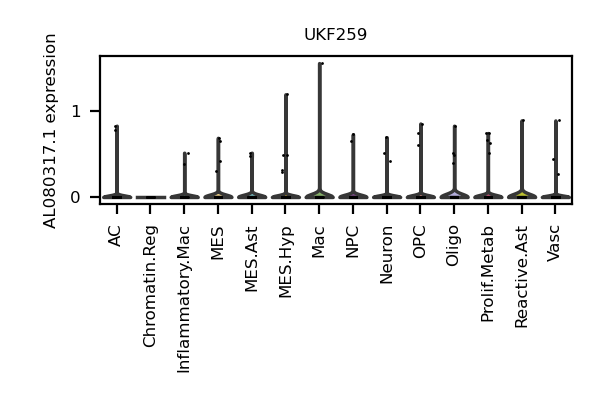 UKF259
AL080317.1 expression
1
0
AC
Chromatin.Reg
Inflammatory.Mac
MES
MES.Ast
MES.Hyp
Mac
NPC
Neuron
OPC
Oligo
Prolif.Metab
Reactive.Ast
Vasc